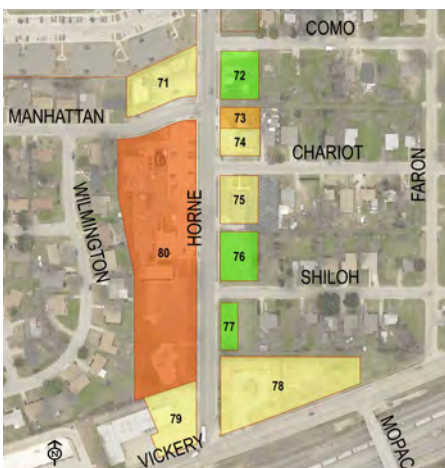 COMO
71
72
MANHATTAN
73
74
CHARIOT
WILMINGTON
HORNE
FARON
75
80
76
SHILOH
77
78
79
VICKERY
MOPAC
N